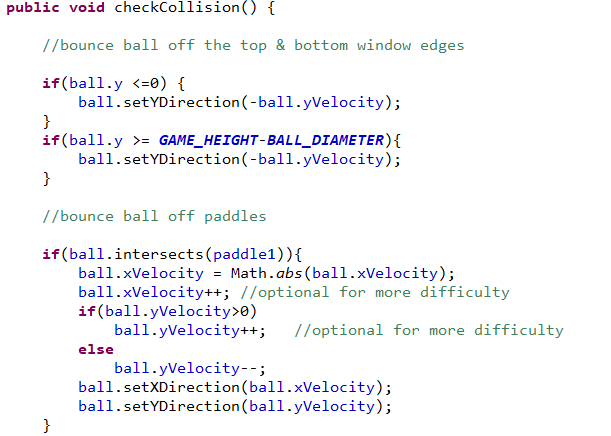 public void checkCollision() {
//bounce ball off the top & bottom window edges
if(ball.y <=0) {
ball.setYDirection(-ball.yVelocity);
}
if(ball.y >= GAME_HEIGHT-BALL_DIAMETER){
ball.setYDirection(-ball.yVelocity);
}
//bounce ball off paddles
if(ball.intersects(paddle1)){
ball.xVelocity = Math.abs(ball.xVelocity);
ball.xVelocity++; //optional for more difficulty
if(ball.yVelocity>0)
ball.yVelocity++; //optional for more difficulty
else
ball.yVelocity--;
ball.setXDirection(ball.xVelocity);
ball.setYDirection(ball.yVelocity);
}